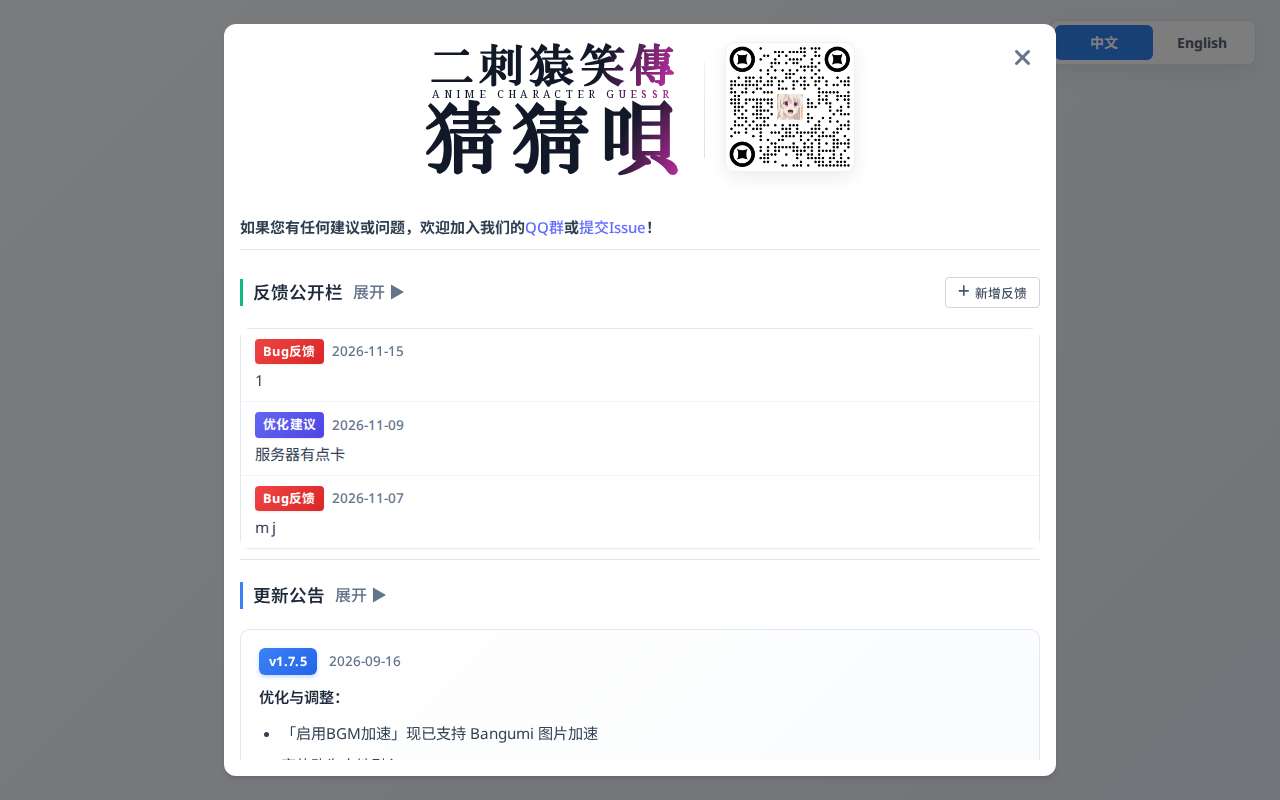 二刺猿笑傳
ANIME CHARACTER GUESSR
猜猜唄
中文
English
如果您有任何建议或问题，欢迎加入我们的QQ群或提交Issue！
反馈公开栏 展开 ▶
+ 新增反馈
Bug反馈 2026-11-15
1
优化建议 2026-11-09
服务器有点卡
Bug反馈 2026-11-07
m j
更新公告 展开 ▶
v1.7.5 2026-09-16
优化与调整：
• 「启用BGM加速」现已支持 Bangumi 图片加速